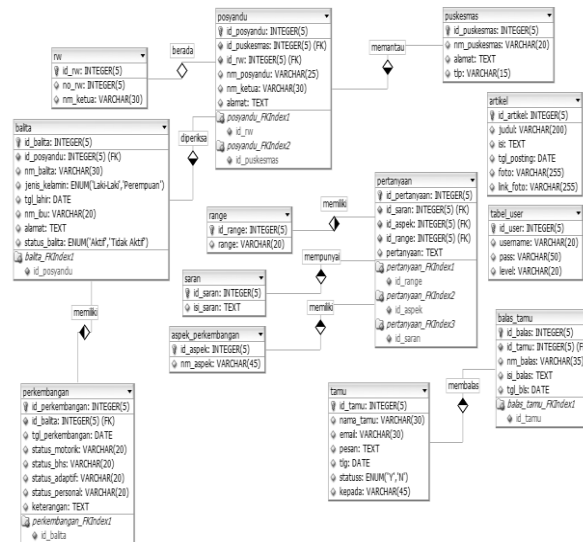 posyandu
id_posyandu: INTEGER(5)
id_puskesmas: INTEGER(5) (FK)
id_rw: INTEGER(5) (FK)
nm_posyandu: VARCHAR(25)
nm_ketua: VARCHAR(30)
alamat: TEXT
posyandu_FKIndex1
id_rw
posyandu_FKIndex2
id_puskesmas
puskesmas
id_puskesmas: INTEGER(5)
nm_puskesmas: VARCHAR(20)
alamat: TEXT
tlp: VARCHAR(15)
rw
id_rw: INTEGER(5)
no_rw: INTEGER(5)
nm_ketua: VARCHAR(30)
berada
memantau
artikel
id_artikel: INTEGER(5)
judul: VARCHAR(200)
isi: TEXT
tgl_posting: DATE
foto: VARCHAR(255)
link_foto: VARCHAR(255)
balita
id_balita: INTEGER(5)
id_posyandu: INTEGER(5) (FK)
nm_balita: VARCHAR(30)
jenis_kelamin: ENUM('Laki-Laki','Perempuan')
tgl_lahir: DATE
nm_ibu: VARCHAR(20)
alamat: TEXT
status_balita: ENUM('Aktif','Tidak Aktif')
balita_FKIndex1
id_posyandu
diperiksa
pertanyaan
id_pertanyaan: INTEGER(5)
id_saran: INTEGER(5) (FK)
id_aspek: INTEGER(5) (FK)
id_range: INTEGER(5) (FK)
pertanyaan: TEXT
pertanyaan_FKIndex1
id_range
pertanyaan_FKIndex2
id_aspek
pertanyaan_FKIndex3
id_saran
memiliki
range
id_range: INTEGER(5)
range: VARCHAR(20)
tabel_user
id_user: INTEGER(5)
username: VARCHAR(20)
pass: VARCHAR(50)
level: VARCHAR(20)
mempunyai
saran
id_saran: INTEGER(5)
isi_saran: TEXT
memiliki
memiliki
aspek_perkembangan
id_aspek: INTEGER(5)
nm_aspek: VARCHAR(45)
balas_tamu
id_balas: INTEGER(5)
id_tamu: INTEGER(5) (F
nm_balas: VARCHAR(35)
isi_balas: TEXT
tgl_bls: DATE
balas_tamu_FKIndex1
id_tamu
membalas
perkembangan
id_perkembangan: INTEGER(5)
id_balita: INTEGER(5) (FK)
tgl_perkembangan: DATE
status_motorik: VARCHAR(20)
status_bhs: VARCHAR(20)
status_adaptif: VARCHAR(20)
status_personal: VARCHAR(20)
keterangan: TEXT
perkembangan_FKIndex1
id_balita
tamu
id_tamu: INTEGER(5)
nama_tamu: VARCHAR(30)
email: VARCHAR(30)
pesan: TEXT
tlg: DATE
statuss: ENUM('Y','N')
kepada: VARCHAR(45)